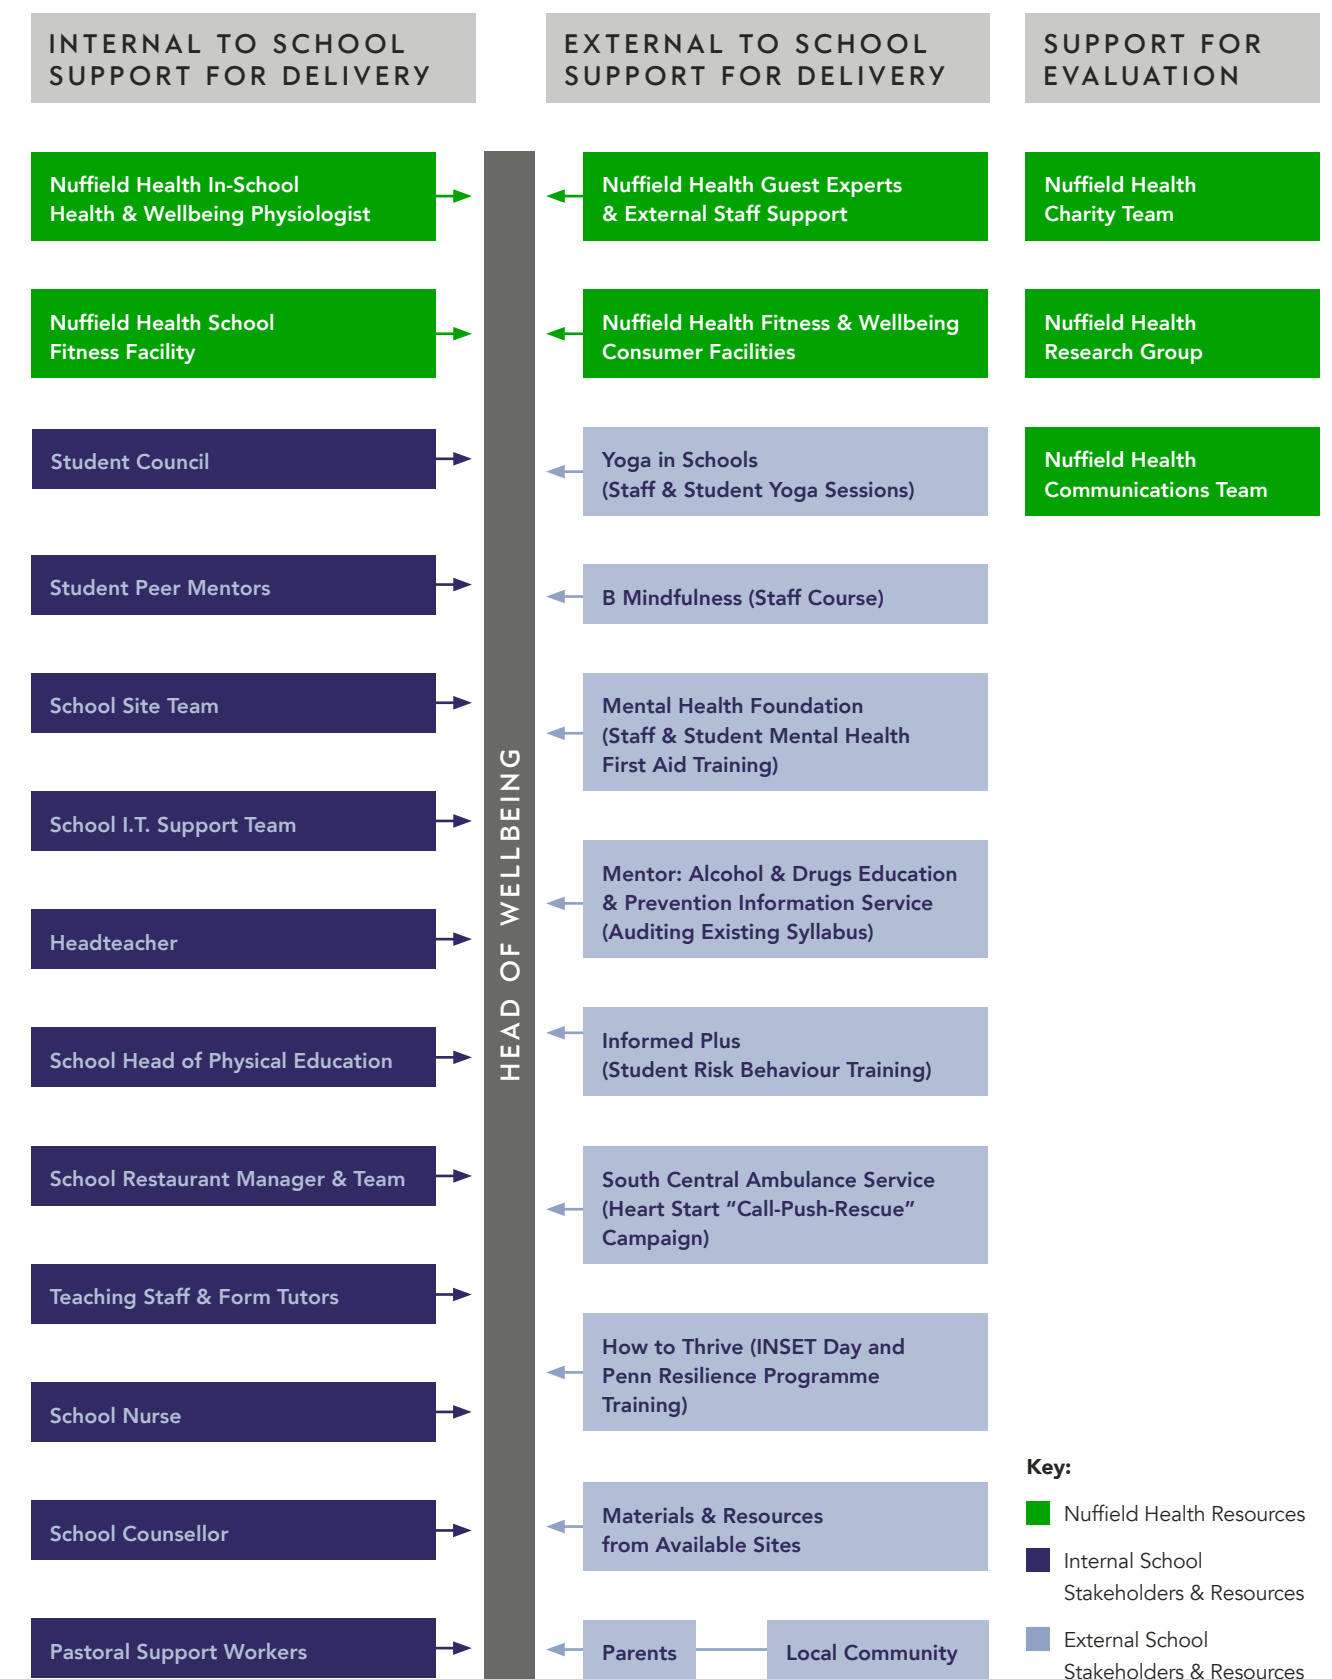 INTERNAL TO SCHOOL
SUPPORT FOR DELIVERY
EXTERNAL TO SCHOOL
SUPPORT FOR DELIVERY
SUPPORT FOR
EVALUATION
Nuffield Health In-School
Health & Wellbeing Physiologist
Nuffield Health School
Fitness Facility
Student Council
Student Peer Mentors
School Site Team
School I.T. Support Team
Headteacher
School Head of Physical Education
School Restaurant Manager & Team
Teaching Staff & Form Tutors
School Nurse
School Counsellor
Pastoral Support Workers
HEAD OF WELLBEING
Nuffield Health Guest Experts
& External Staff Support
Nuffield Health Fitness & Wellbeing
Consumer Facilities
Yoga in Schools
(Staff & Student Yoga Sessions)
B Mindfulness (Staff Course)
Mental Health Foundation
(Staff & Student Mental Health
First Aid Training)
Mentor: Alcohol & Drugs Education
& Prevention Information Service
(Auditing Existing Syllabus)
Informed Plus
(Student Risk Behaviour Training)
South Central Ambulance Service
(Heart Start “Call-Push-Rescue”
Campaign)
How to Thrive (INSET Day and
Penn Resilience Programme
Training)
Materials & Resources
from Available Sites
Parents
Local Community
Nuffield Health
Charity Team
Nuffield Health
Research Group
Nuffield Health
Communications Team
Key:
Nuffield Health Resources
Internal School
Stakeholders & Resources
External School
Stakeholders & Resources